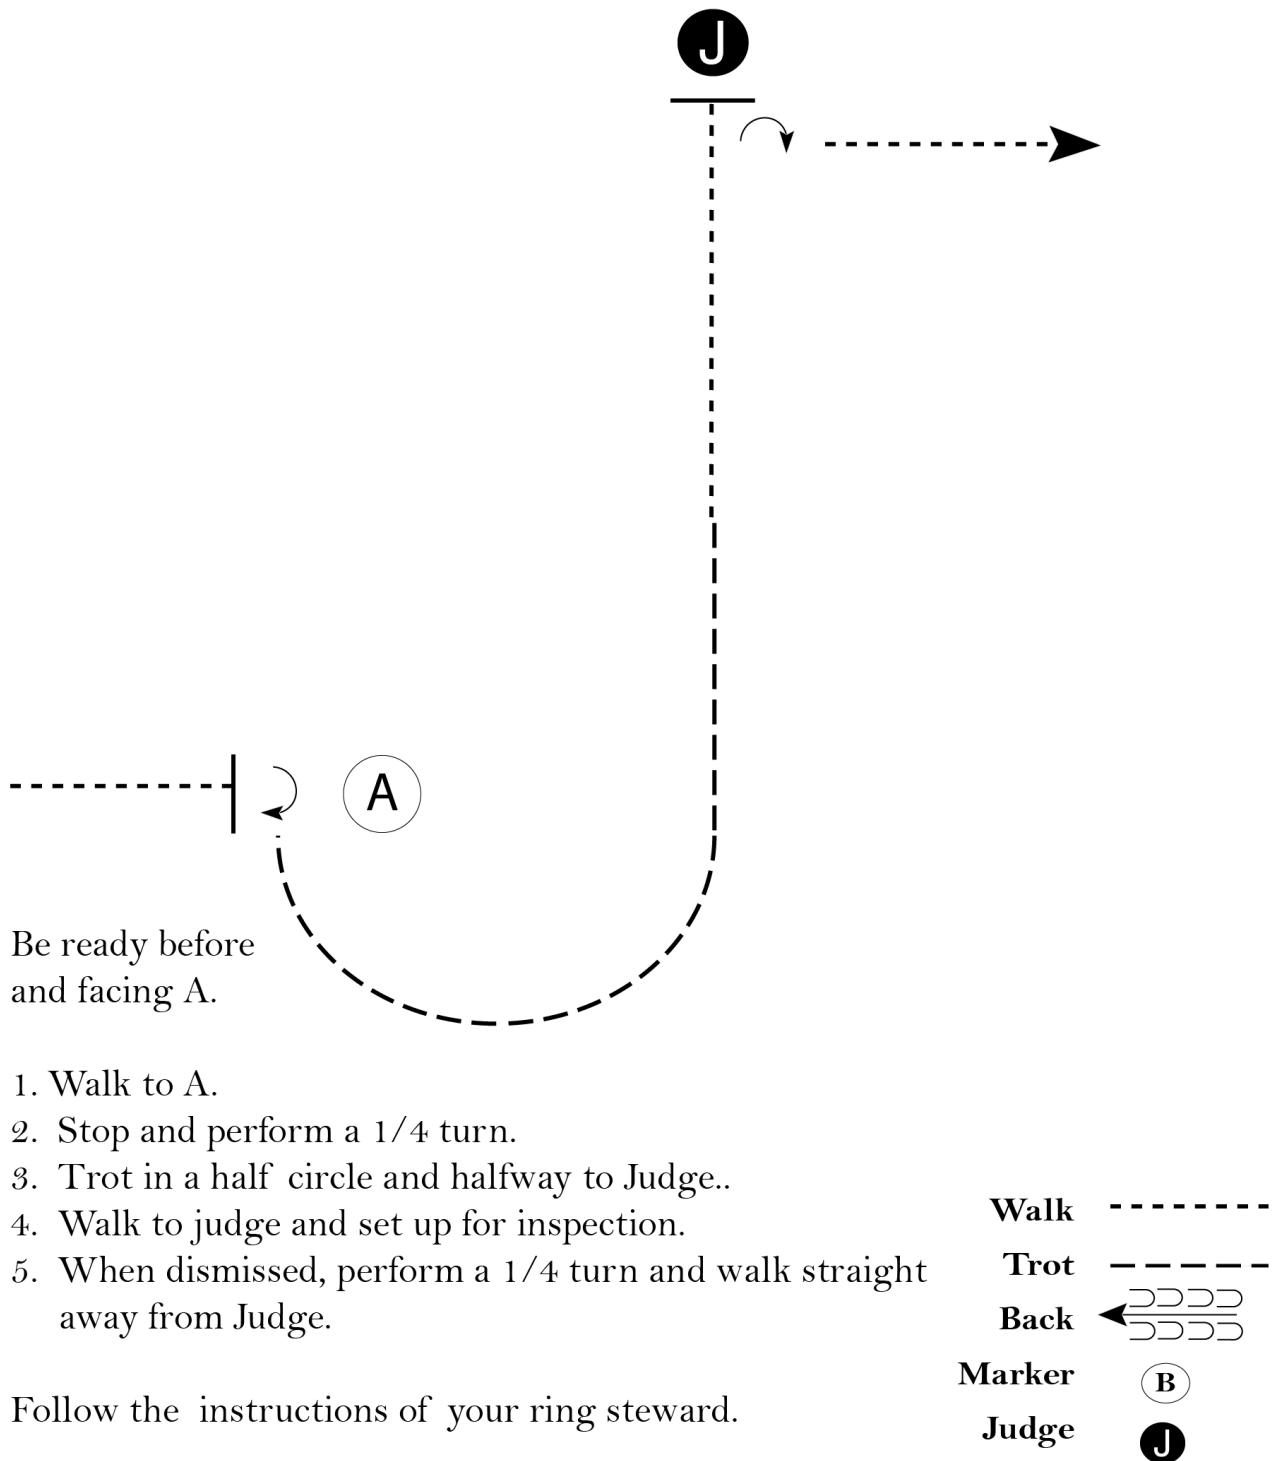 J
A
Be ready before
and facing A.
1. Walk to A.
2. Stop and perform a 1/4 turn.
3. Trot in a half circle and halfway to Judge..
4. Walk to judge and set up for inspection.
5. When dismissed, perform a 1/4 turn and walk straight
away from Judge.
Follow the instructions of your ring steward.
Walk
Trot
Back
Marker B
Judge J